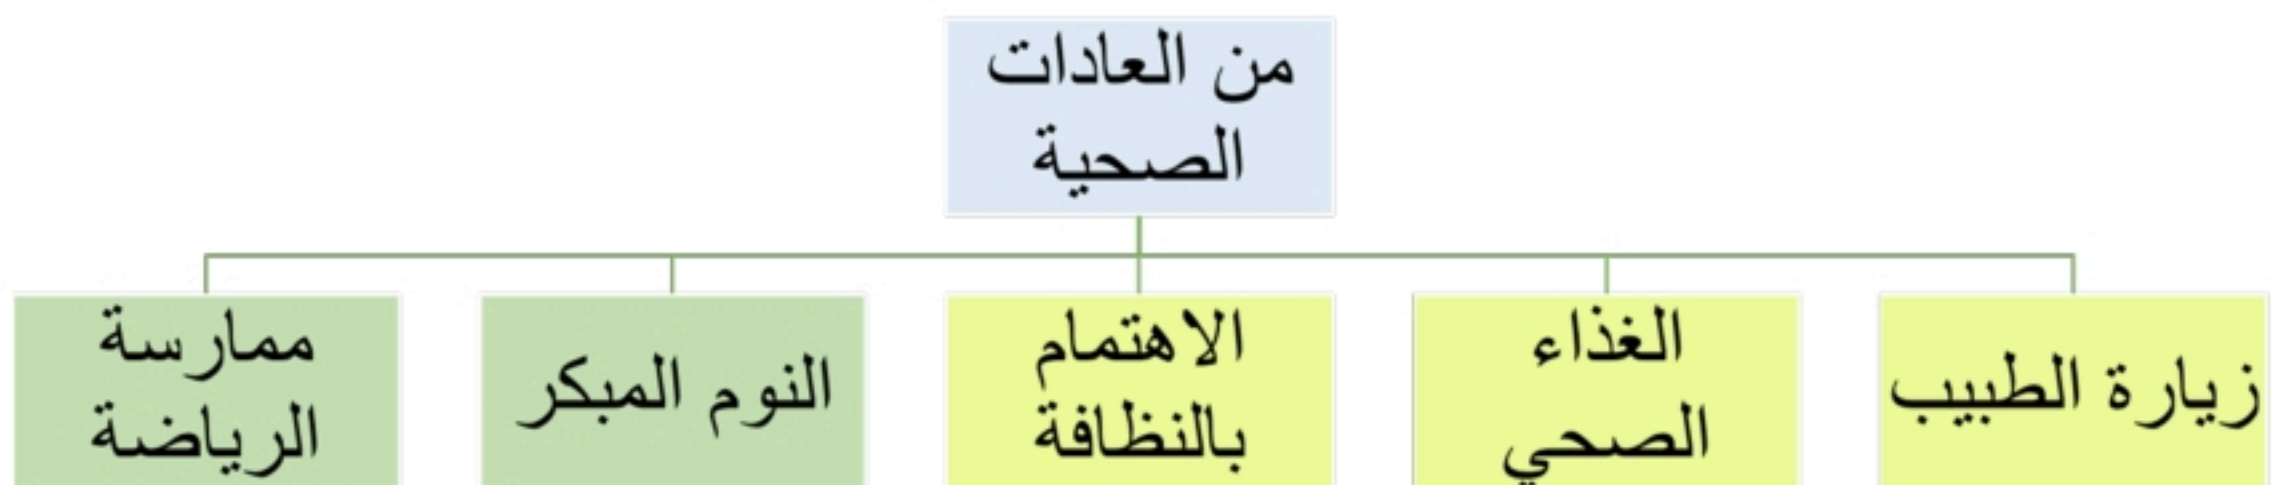 من العادات
الصحية
زيارة الطبيب
الغذاء
الصحي
الاهتمام
بالنظافة
النوم المبكر
ممارسة
الرياضة